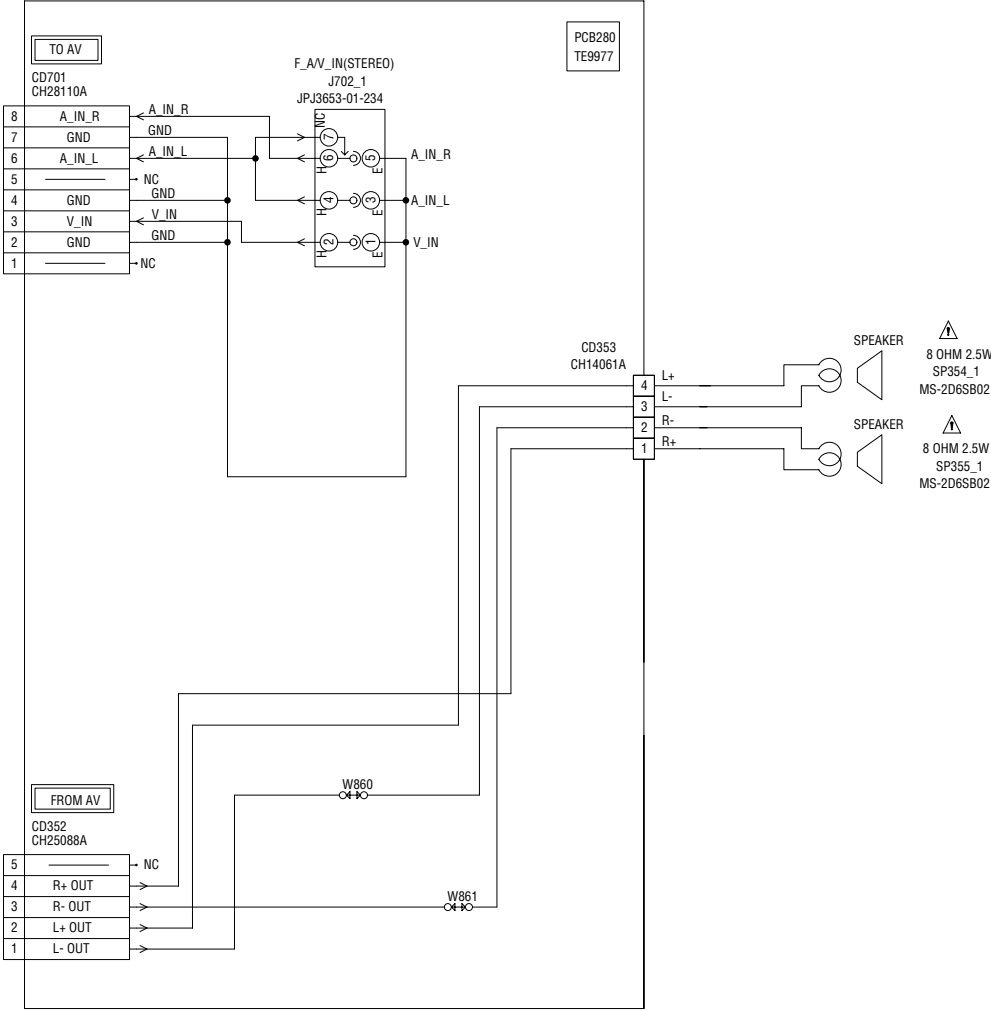 TO AV
CD701
CH28110A
8 A_IN_R
7 GND
6 A_IN_L
5
4 GND
3 V_IN
2 GND
1
A_IN_R
GND
A_IN_L
NC
GND
V_IN
GND
NC
F_A/V_IN(STEREO)
J702_1
JPJ3653-01-234
NC
7
H 6 5 E A_IN_R
H 4 3 E A_IN_L
H 2 1 E V_IN
PCB280
TE9977
CD353
CH14061A
4 L+
3 L-
2 R-
1 R+
SPEAKER
8 OHM 2.5W
SP354_1
MS-2D6SB02
SPEAKER
8 OHM 2.5W
SP355_1
MS-2D6SB02
W860
W861
FROM AV
CD352
CH25088A
5 NC
4 R+ OUT
3 R- OUT
2 L+ OUT
1 L- OUT